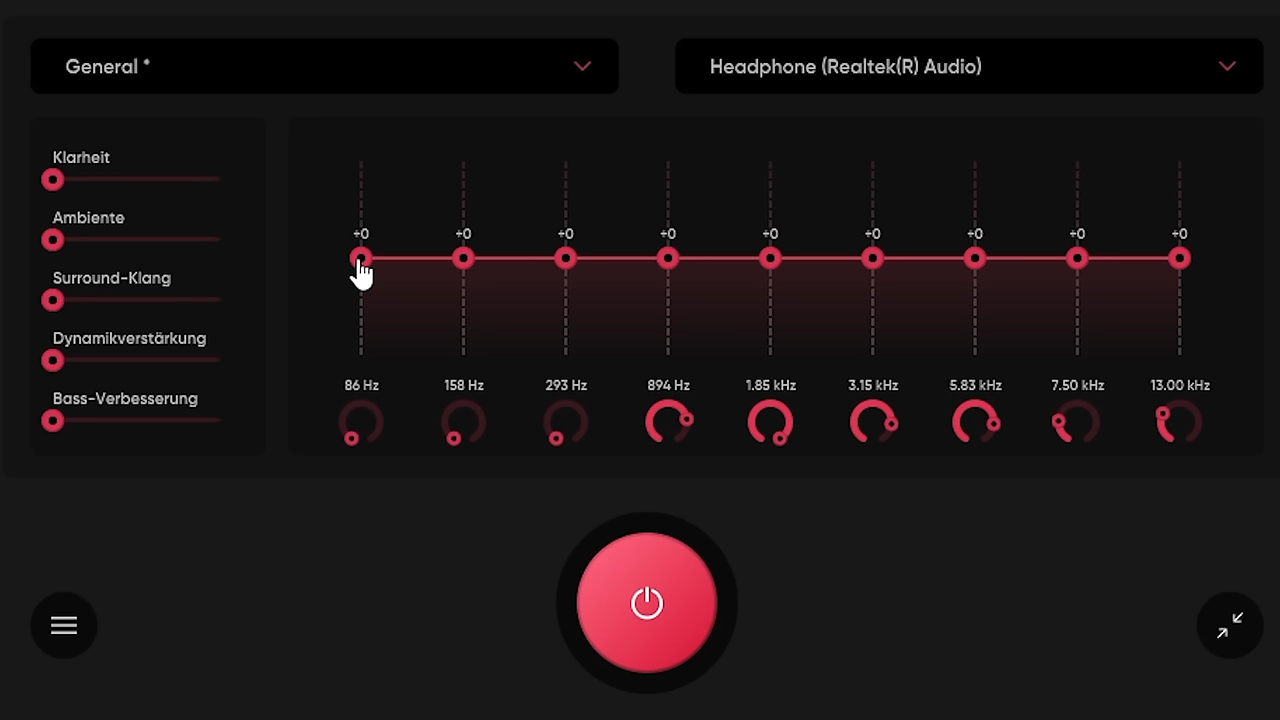 General *
Headphone (Realtek(R) Audio)
Klarheit
Ambiente
Surround-Klang
Dynamikverstärkung
Bass-Verbesserung
+0 +0 +0 +0 +0 +0 +0 +0 +0
86 Hz 158 Hz 293 Hz 894 Hz 1.85 kHz 3.15 kHz 5.83 kHz 7.50 kHz 13.00 kHz